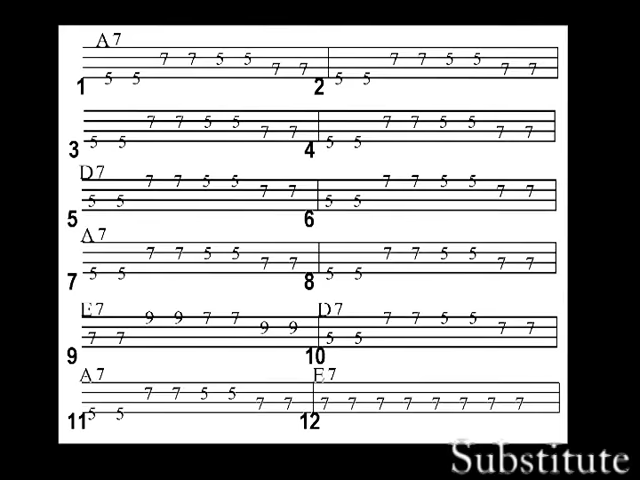 A7
5 5 7 7 5 5 7 7 5 5 7 7 5 5 7 7
1 2
5 5 7 7 5 5 7 7 5 5 7 7 5 5 7 7
3 4
D7
5 5 7 7 5 5 7 7 5 5 7 7 5 5 7 7
5 6
A7
5 5 7 7 5 5 7 7 5 5 7 7 5 5 7 7
7 8
E7 D7
7 7 9 9 7 7 9 9 5 5 7 7 5 5 7 7
9 10
A7 E7
5 5 7 7 5 5 7 7 7 7 7 7 7 7 7 7
11 12
Substitute